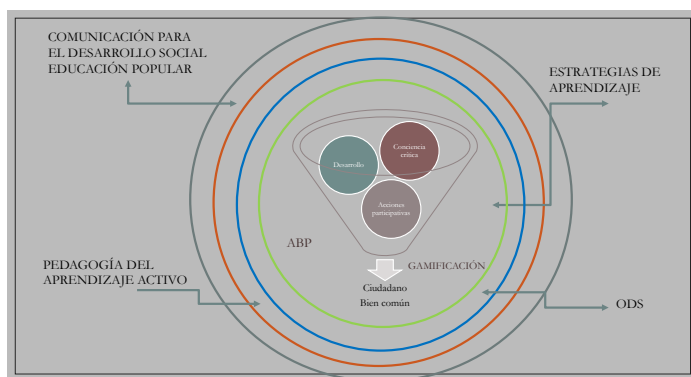 COMUNICACIÓN PARA
EL DESARROLLO SOCIAL
EDUCACIÓN POPULAR
ESTRATEGIAS DE
APRENDIZAJE
Conciencia
crítica
Desarrollo
Acciones
participativas
ABP
GAMIFICACIÓN
PEDAGOGÍA DEL
APRENDIZAJE ACTIVO
Ciudadano
Bien común
ODS